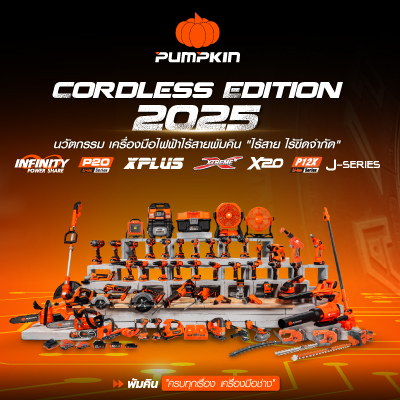 PUMPKIN
CORDLESS EDITION
2025
นวัตกรรม เครื่องมือไฟฟ้าไร้สายพัมคิน "ไร้สาย ไร้ขีดจำกัด"
INFINITY POWER SHARE P20 Series XPLUS XTREME X20 P12X Series J-SERIES
พัมคิน "ครบทุกเรื่อง เครื่องมือช่าง"